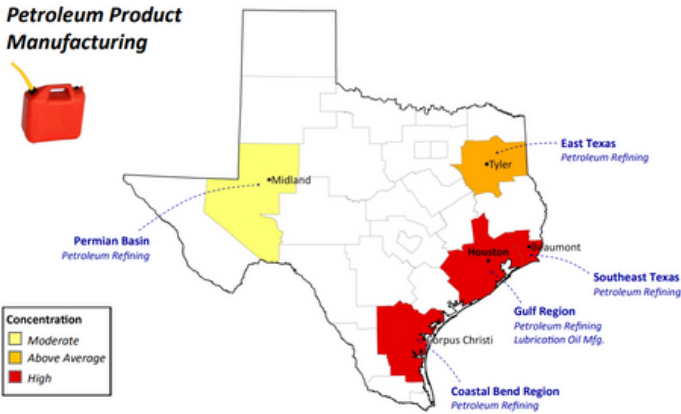 Petroleum Product
Manufacturing
East Texas
Petroleum Refining
Tyler
Midland
Permian Basin
Petroleum Refining
Houston
Beaumont
Southeast Texas
Petroleum Refining
Gulf Region
Petroleum Refining
Lubrication Oil Mfg.
Concentration
Moderate
Above Average
High
Corpus Christi
Coastal Bend Region
Petroleum Refining